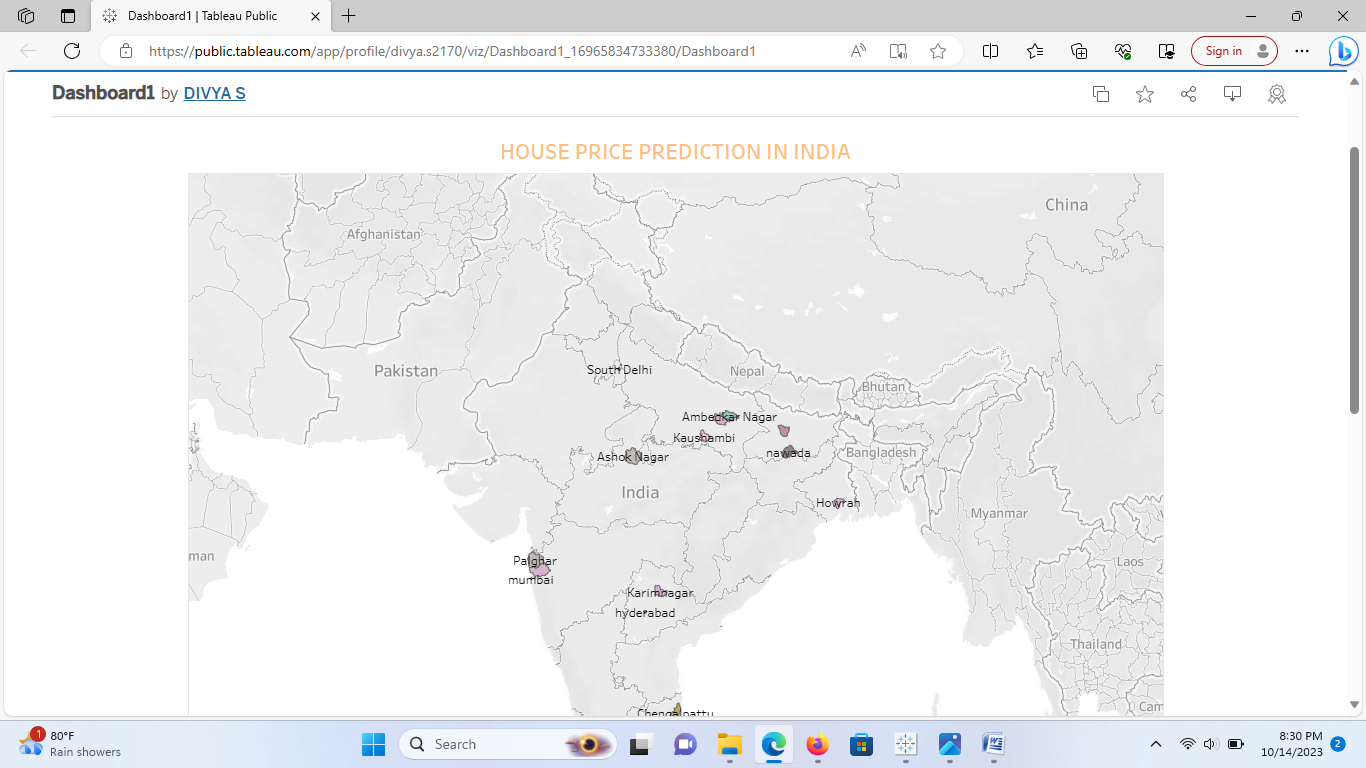 Dashboard1 | Tableau Public
https://public.tableau.com/app/profile/divya.s2170/viz/Dashboard1_16965834733380/Dashboard1
Sign in
Dashboard1 by DIVYA S
HOUSE PRICE PREDICTION IN INDIA
China
Afghanistan
Pakistan
South Delhi
Nepal
Bhutan
Ambedkar Nagar
Kaushambi
Ashok Nagar
nawada
Bangladesh
India
Howrah
Myanmar
man
Palghar
mumbai
Laos
Karimnagar
hyderabad
Thailand
Chengalpattu
Cam
1
80°F
Rain showers
Search
8:30 PM
10/14/2023
2